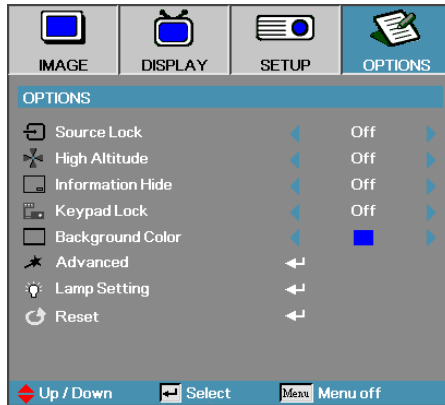 IMAGE DISPLAY SETUP OPTIONS
OPTIONS
Source Lock Off
High Altitude Off
Information Hide Off
Keypad Lock Off
Background Color
Advanced
Lamp Setting
Reset
Up / Down Select Menu Menu off